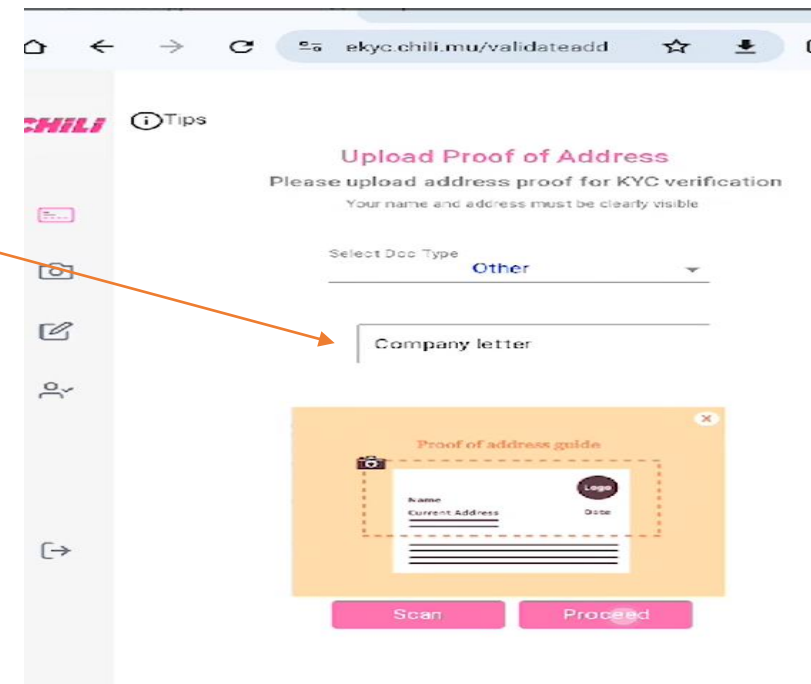 ekyc.chili.mu/validateadd
CHiLi
Tips
Upload Proof of Address
Please upload address proof for KYC verification
Your name and address must be clearly visible
Select Doc Type
Other
Company letter
Proof of address guide
Logo
Name
Current Address
Date
Scan
Proceed